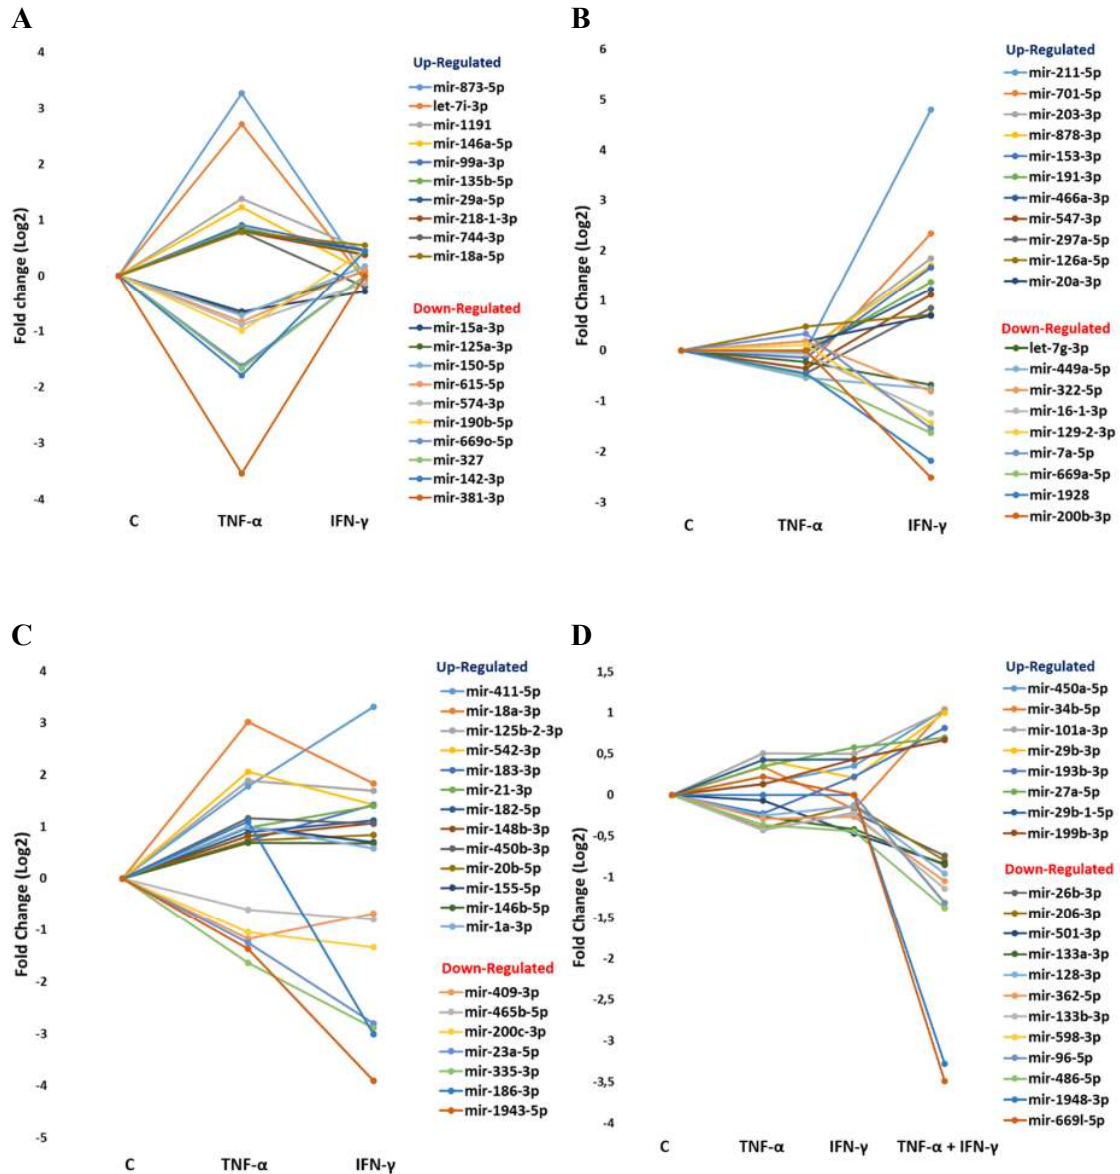 A
Fold change (Log2)
4
3
2
1
0
-1
-2
-3
-4
C
TNF-α
IFN-γ
Up-Regulated
mir-873-5p
let-7i-3p
mir-1191
mir-146a-5p
mir-99a-3p
mir-135b-5p
mir-29a-5p
mir-218-1-3p
mir-744-3p
mir-18a-5p
Down-Regulated
mir-15a-3p
mir-125a-3p
mir-150-5p
mir-615-5p
mir-574-3p
mir-190b-5p
mir-669o-5p
mir-327
mir-142-3p
mir-381-3p
B
Fold Change (Log2)
6
5
4
3
2
1
0
-1
-2
-3
C
TNF-α
IFN-γ
Up-Regulated
mir-211-5p
mir-701-5p
mir-203-3p
mir-878-3p
mir-153-3p
mir-191-3p
mir-466a-3p
mir-547-3p
mir-297a-5p
mir-126a-5p
mir-20a-3p
Down-Regulated
let-7g-3p
mir-449a-5p
mir-322-5p
mir-16-1-3p
mir-129-2-3p
mir-7a-5p
mir-669a-5p
mir-1928
mir-200b-3p
C
Fold Change (Log2)
4
3
2
1
0
-1
-2
-3
-4
-5
C
TNF-α
IFN-γ
Up-Regulated
mir-411-5p
mir-18a-3p
mir-125b-2-3p
mir-542-3p
mir-183-3p
mir-21-3p
mir-182-5p
mir-148b-3p
mir-450b-3p
mir-20b-5p
mir-155-5p
mir-146b-5p
mir-1a-3p
Down-Regulated
mir-409-3p
mir-465b-5p
mir-200c-3p
mir-23a-5p
mir-335-3p
mir-186-3p
mir-1943-5p
D
Fold Change (Log2)
1,5
1
0,5
0
-0,5
-1
-1,5
-2
-2,5
-3
-3,5
-4
C
TNF-α
IFN-γ
TNF-α + IFN-γ
Up-Regulated
mir-450a-5p
mir-34b-5p
mir-101a-3p
mir-29b-3p
mir-193b-3p
mir-27a-5p
mir-29b-1-5p
mir-199b-3p
Down-Regulated
mir-26b-3p
mir-206-3p
mir-501-3p
mir-133a-3p
mir-128-3p
mir-362-5p
mir-133b-3p
mir-598-3p
mir-96-5p
mir-486-5p
mir-1948-3p
mir-669l-5p